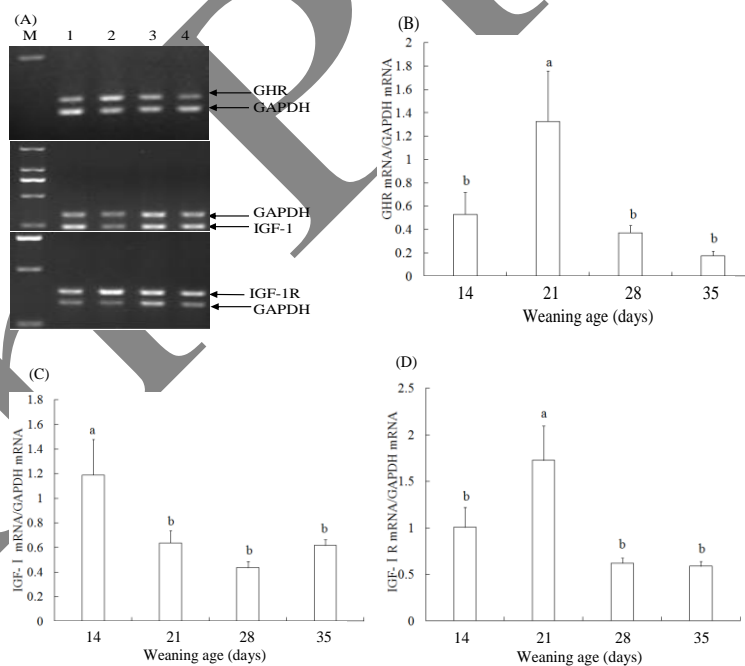 (A)
M 1 2 3 4
GHR
GAPDH
GAPDH
IGF-1
IGF-1R
GAPDH
(B)
GHR mRNA/GAPDH mRNA
2
1.8
1.6
1.4
1.2
1
0.8
0.6
0.4
0.2
0
b
a
b
b
14 21 28 35
Weaning age (days)
(C)
IGF- I mRNA/GAPDH mRNA
1.8
1.6
1.4
1.2
1
0.8
0.6
0.4
0.2
0
a
b
b
b
14 21 28 35
Weaning age (days)
(D)
IGF- I R mRNA/GAPDH mRNA
2.5
2
1.5
1
0.5
0
b
a
b
b
14 21 28 35
Weaning age (days)